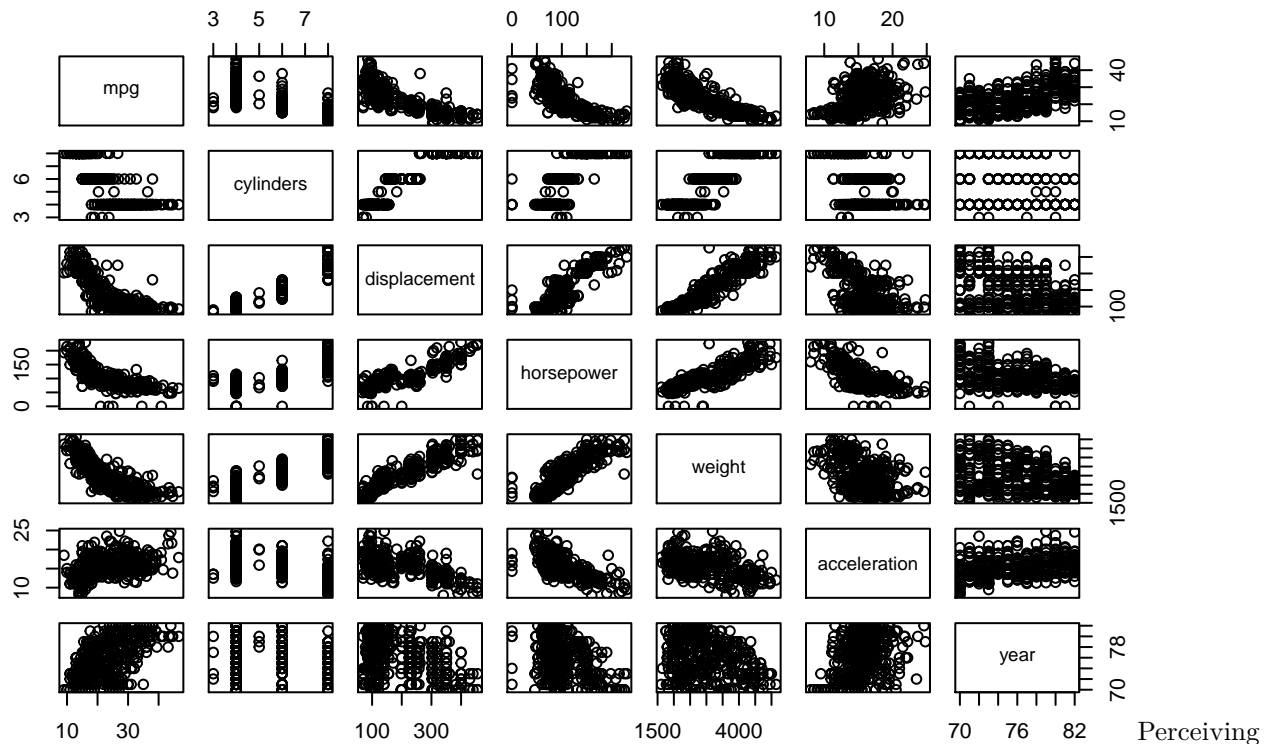 3 5 7 0 100 10 20
mpg 10 40
3 6 cylinders
displacement 100
0 150 horsepower
weight 1500
10 25 acceleration
year 70 78
10 30 100 300 1500 4000 70 76 82 Perceiving